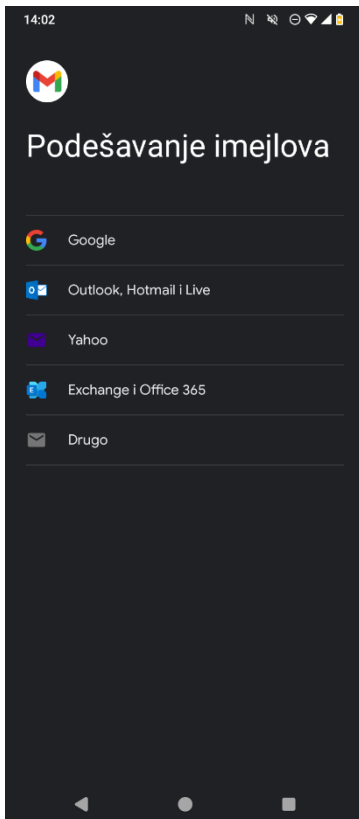 14:02
Podešavanje imejlova
Google
Outlook, Hotmail i Live
Yahoo
Exchange i Office 365
Drugo